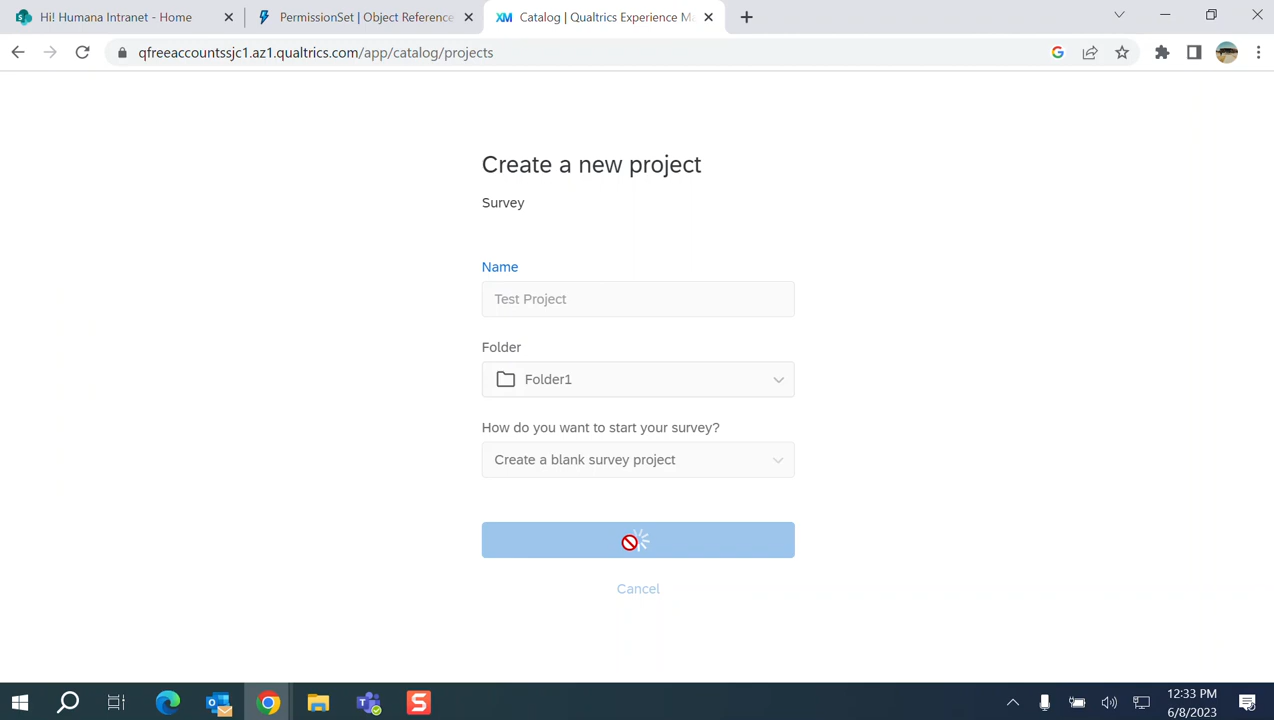 Hi! Humana Intranet - Home
PermissionSet | Object Reference
XM Catalog | Qualtrics Experience Ma
qfreeaccountssjc1.az1.qualtrics.com/app/catalog/projects
Create a new project
Survey
Name
Test Project
Folder
Folder1
How do you want to start your survey?
Create a blank survey project
Cancel
12:33 PM
6/8/2023